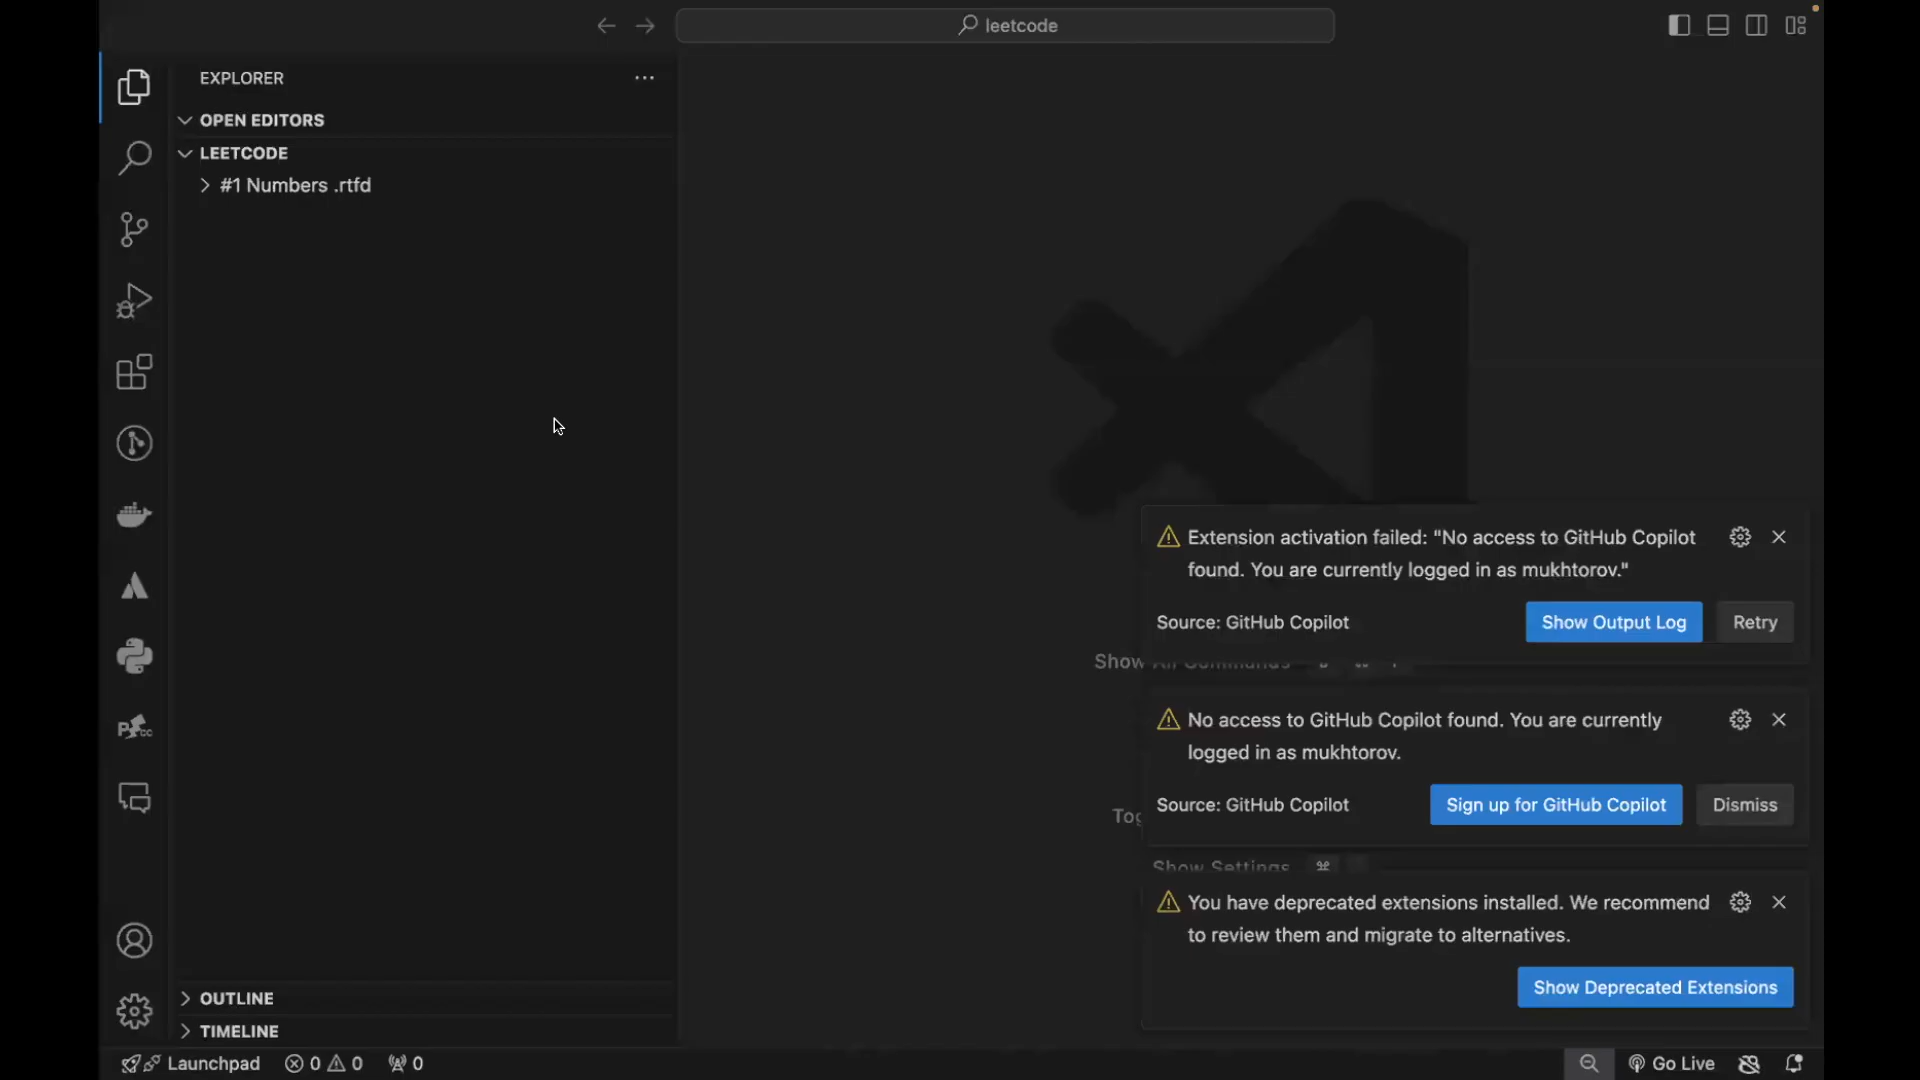 leetcode
EXPLORER
OPEN EDITORS
LEETCODE
#1 Numbers .rtfd
Extension activation failed: "No access to GitHub Copilot
found. You are currently logged in as mukhtorov."
Source: GitHub Copilot
Show Output Log
Retry
Show All Commands
No access to GitHub Copilot found. You are currently
logged in as mukhtorov.
Source: GitHub Copilot
Sign up for GitHub Copilot
Dismiss
Show Settings ⌘
You have deprecated extensions installed. We recommend
to review them and migrate to alternatives.
Show Deprecated Extensions
OUTLINE
TIMELINE
Launchpad 0 0 0
Go Live